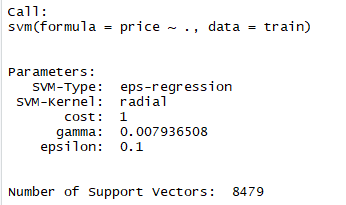 Call:
svm(formula = price ~ ., data = train)
Parameters:
SVM-Type: eps-regression
SVM-Kernel: radial
cost: 1
gamma: 0.007936508
epsilon: 0.1
Number of Support Vectors: 8479